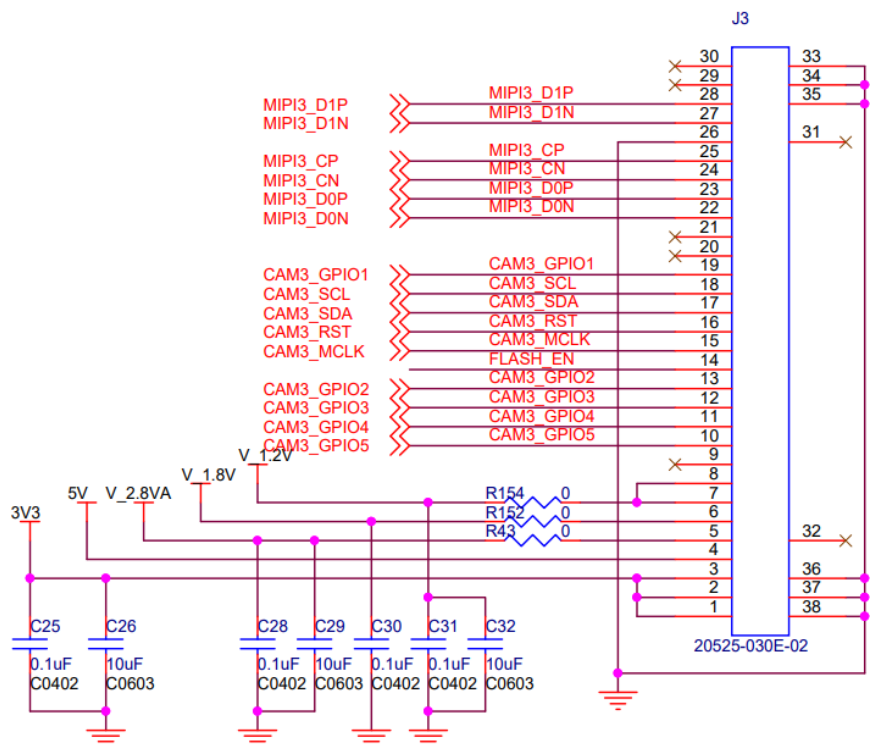 J3
30 33
29 34
MIPI3_D1P MIPI3_D1P 28 35
MIPI3_D1N MIPI3_D1N 27
26 31
MIPI3_CP MIPI3_CP 25
MIPI3_CN MIPI3_CN 24
MIPI3_D0P MIPI3_D0P 23
MIPI3_D0N MIPI3_D0N 22
21
20
CAM3_GPIO1 CAM3_GPIO1 19
CAM3_SCL CAM3_SCL 18
CAM3_SDA CAM3_SDA 17
CAM3_RST CAM3_RST 16
CAM3_MCLK CAM3_MCLK 15
FLASH_EN 14
CAM3_GPIO2 CAM3_GPIO2 13
CAM3_GPIO3 CAM3_GPIO3 12
CAM3_GPIO4 CAM3_GPIO4 11
CAM3_GPIO5 CAM3_GPIO5 10
V_1.2V 9
V_1.8V 8
5V V_2.8VA R154 0 7
3V3 R152 0 6
R43 0 5 32
4
3 36
2 37
1 38
C25 C26 C28 C29 C30 C31 C32
20525-030E-02
0.1uF 10uF 0.1uF 10uF 0.1uF 0.1uF 10uF
C0402 C0603 C0402 C0603 C0402 C0402 C0603